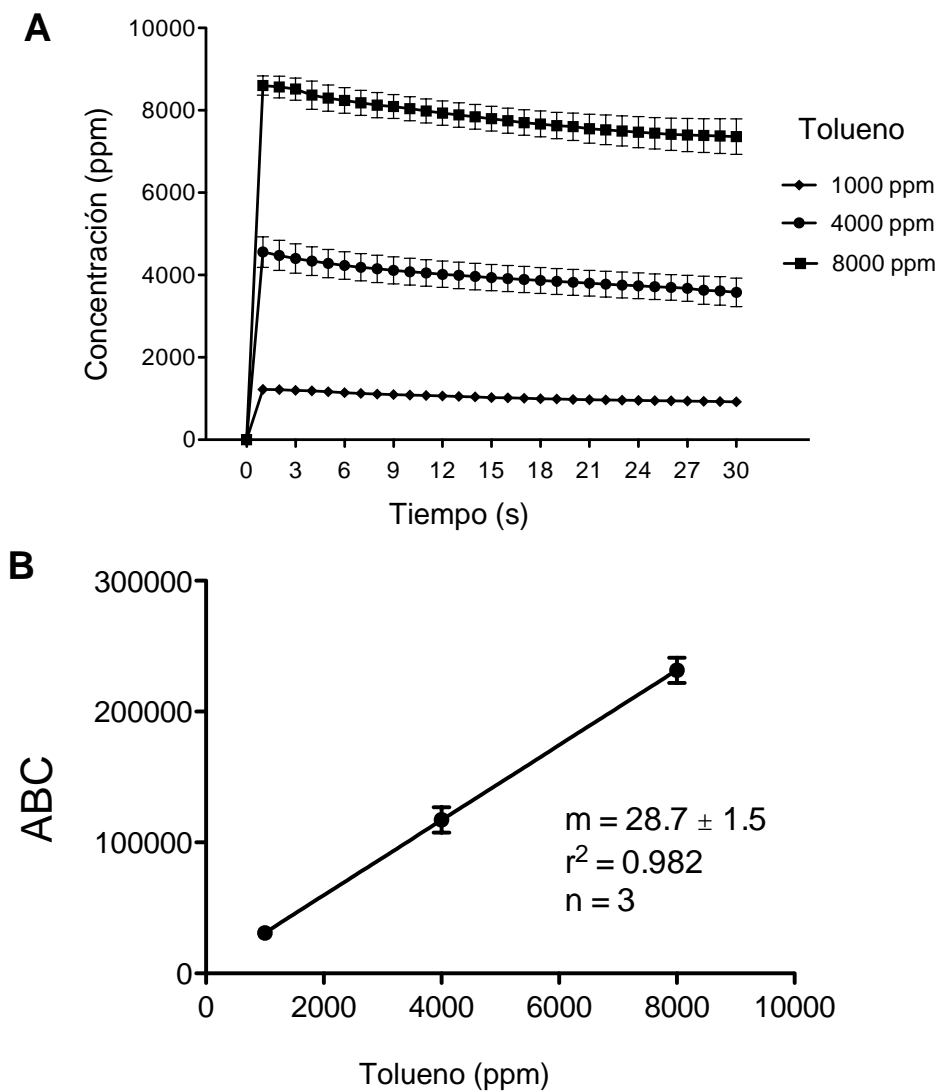 A
Concentración (ppm)
10000
8000
6000
4000
2000
0
0 3 6 9 12 15 18 21 24 27 30
Tiempo (s)
Tolueno
1000 ppm
4000 ppm
8000 ppm
B
ABC
300000
200000
100000
0
0 2000 4000 6000 8000 10000
Tolueno (ppm)
m = 28.7 ± 1.5
r² = 0.982
n = 3